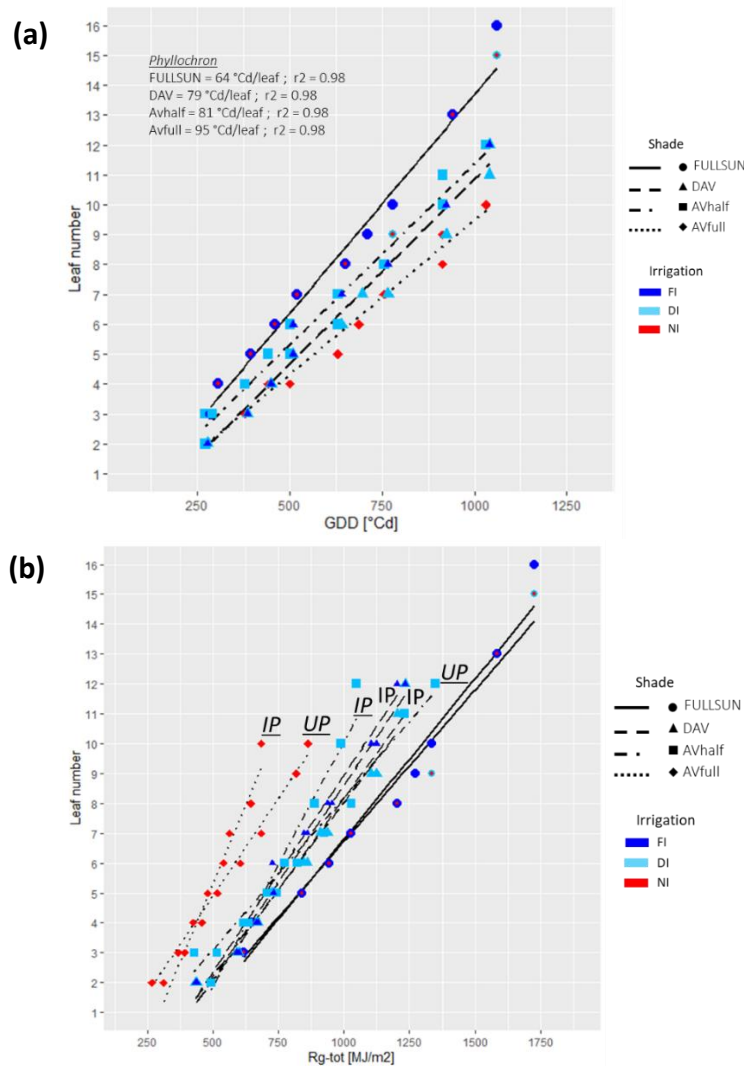 (a)
16
15
14
13
12
11
10
9
8
7
6
5
4
3
2
1
Leaf number
Phyllochron
FULLSUN = 64 °Cd/leaf ; r2 = 0.98
DAV = 79 °Cd/leaf ; r2 = 0.98
Avhalf = 81 °Cd/leaf ; r2 = 0.98
Avfull = 95 °Cd/leaf ; r2 = 0.98
250 500 750 1000 1250
GDD [°Cd]
Shade
FULLSUN
DAV
AVhalf
AVfull
Irrigation
FI
DI
NI
(b)
16
15
14
13
12
11
10
9
8
7
6
5
4
3
2
1
Leaf number
IP UP IP IP IP UP
250 500 750 1000 1250 1500 1750
Rg-tot [MJ/m2]
Shade
FULLSUN
DAV
AVhalf
AVfull
Irrigation
FI
DI
NI